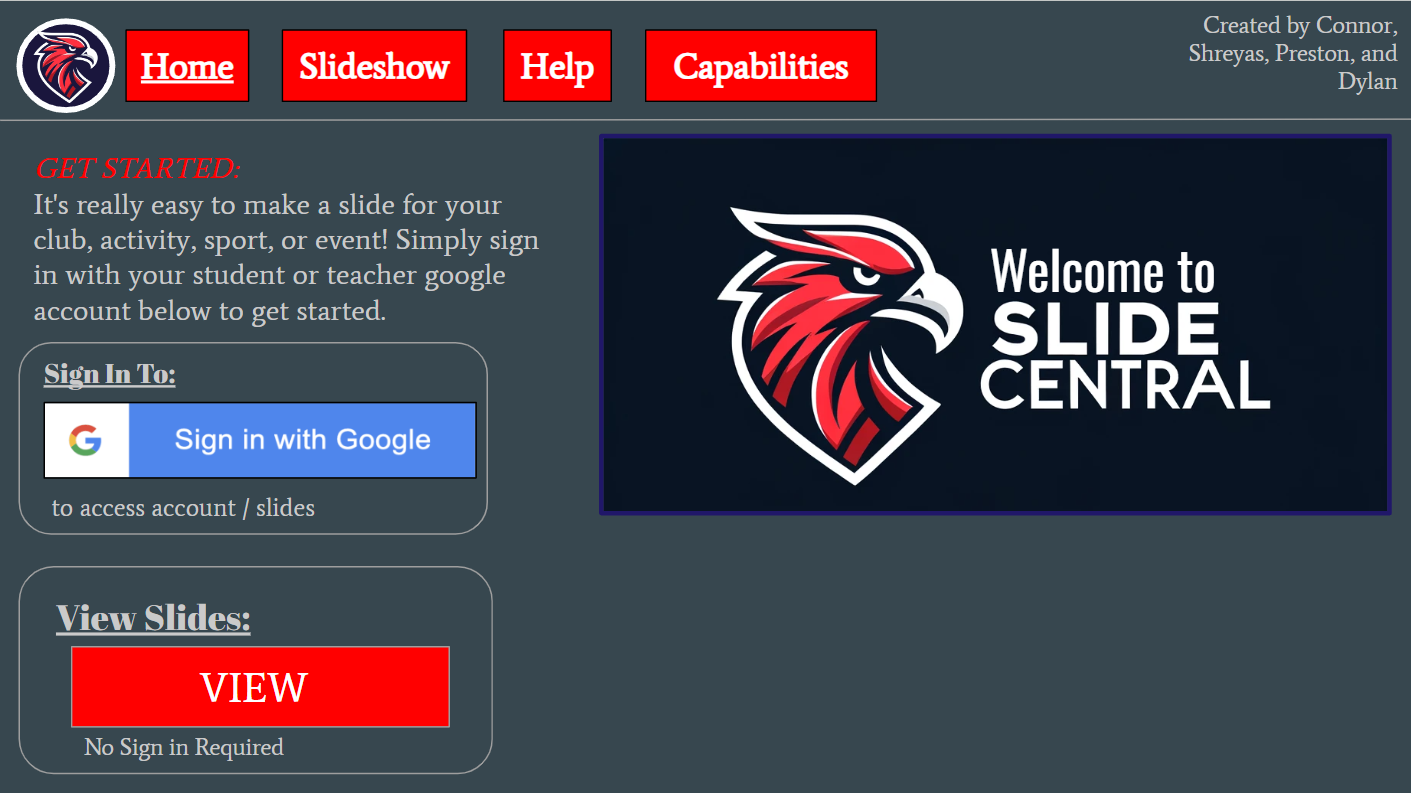 Home
Slideshow
Help
Capabilities
Created by Connor,
Shreyas, Preston, and
Dylan
GET STARTED:
It's really easy to make a slide for your
club, activity, sport, or event! Simply sign
in with your student or teacher google
account below to get started.
Sign In To:
G
Sign in with Google
to access account / slides
View Slides:
VIEW
No Sign in Required
Welcome to
SLIDE
CENTRAL